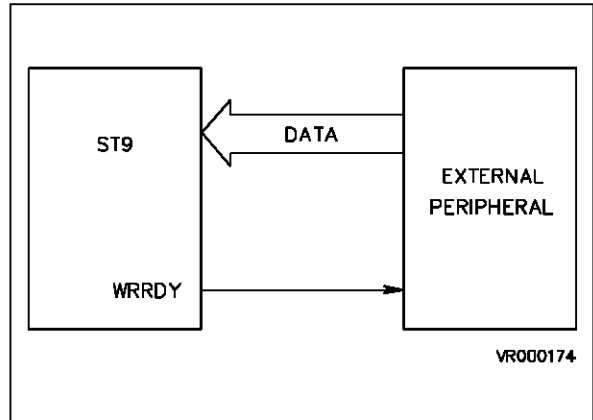 ST9
DATA
EXTERNAL
PERIPHERAL
WRRDY
VR000174